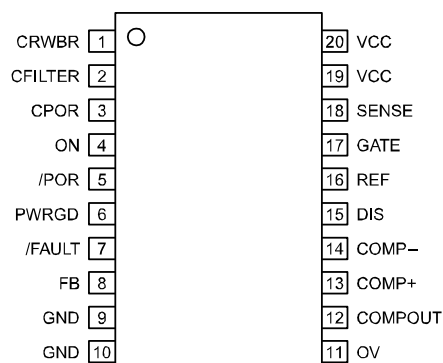 CRWBR 1 20 VCC
CFILTER 2 19 VCC
CPOR 3 18 SENSE
ON 4 17 GATE
/POR 5 16 REF
PWRGD 6 15 DIS
/FAULT 7 14 COMP−
FB 8 13 COMP+
GND 9 12 COMPOUT
GND 10 11 OV